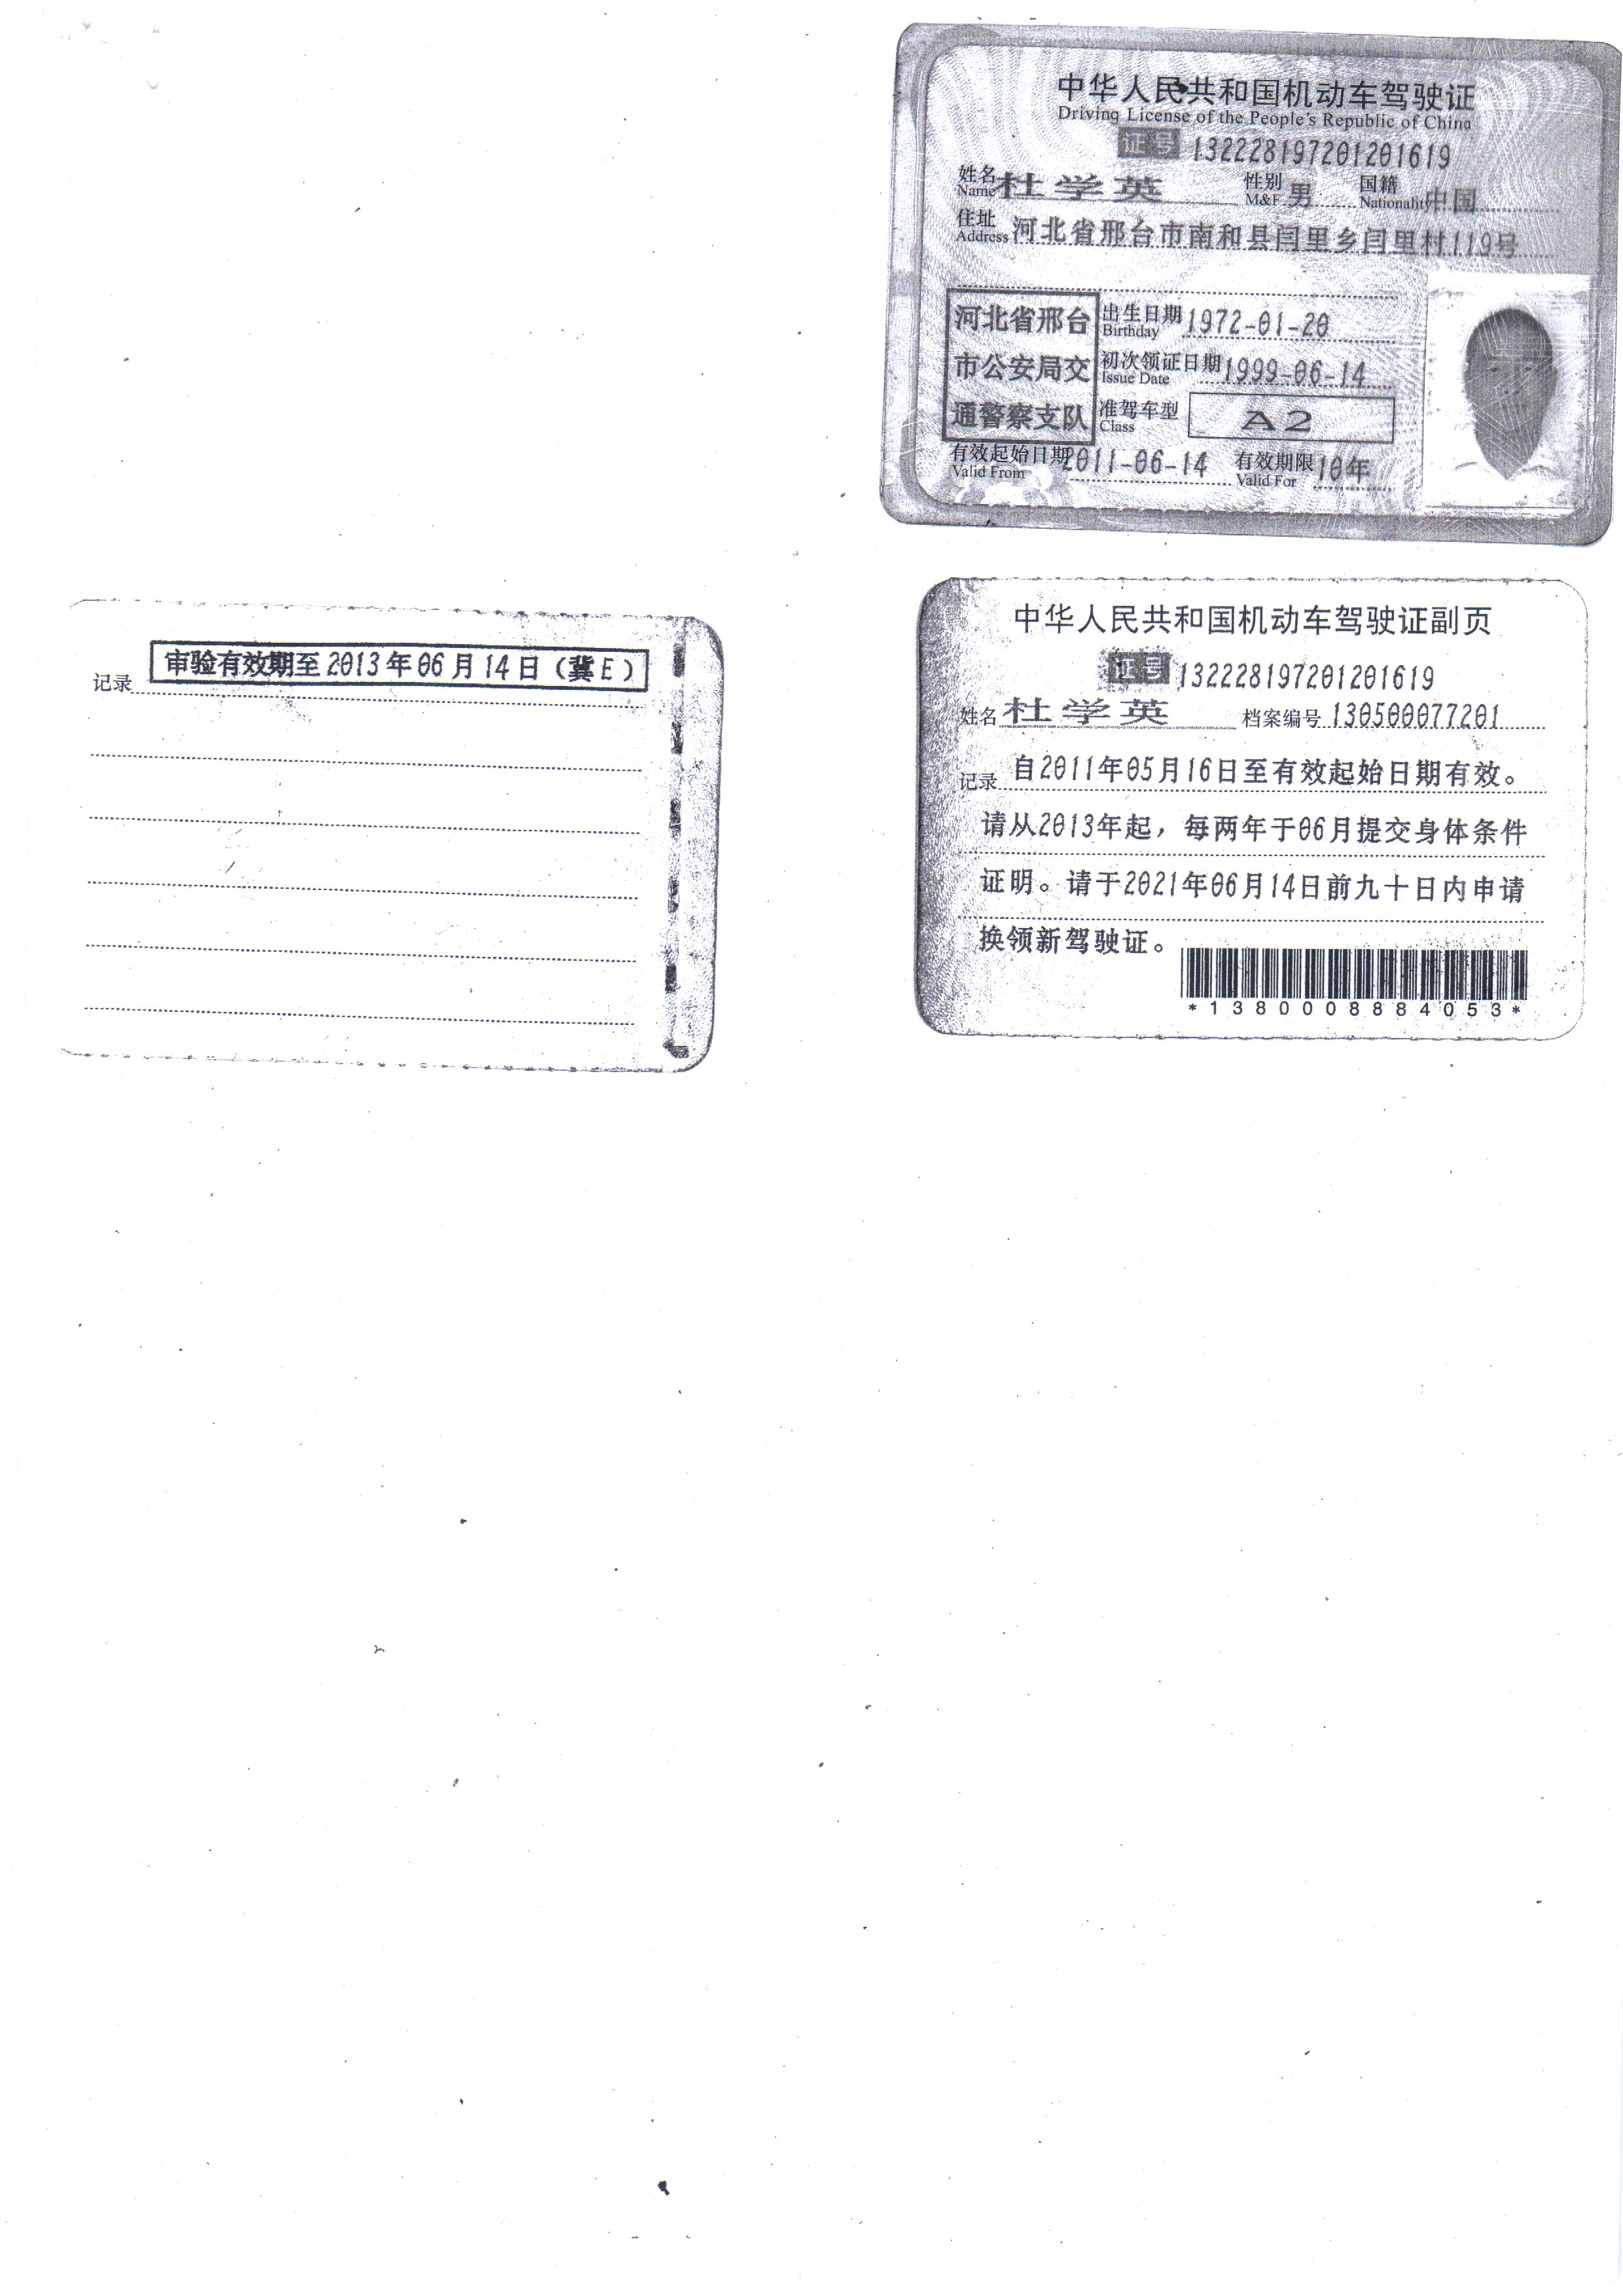 中华人民共和国机动车驾驶证
Driving License of the People's Republic of China
证号 132228197201201619
姓名 Name 杜学英 性别 M&F 男 国籍 Nationality 中国
住址 Address 河北省邢台市南和县闫里乡闫里村119号
河北省邢台市公安局交通警察支队
出生日期 Birthday 1972-01-20
初次领证日期 Issue Date 1999-06-14
准驾车型 Class A2
有效起始日期 Valid From 2011-06-14 有效期限 Valid For 10年
记录 审验有效期至2013年06月14日(冀E)
中华人民共和国机动车驾驶证副页
证号 132228197201201619
姓名 杜学英 档案编号 130500077201
记录 自2011年05月16日至有效起始日期有效。
请从2013年起，每两年于06月提交身体条件
证明。请于2021年06月14日前九十日内申请
换领新驾驶证。
*1380008884053*